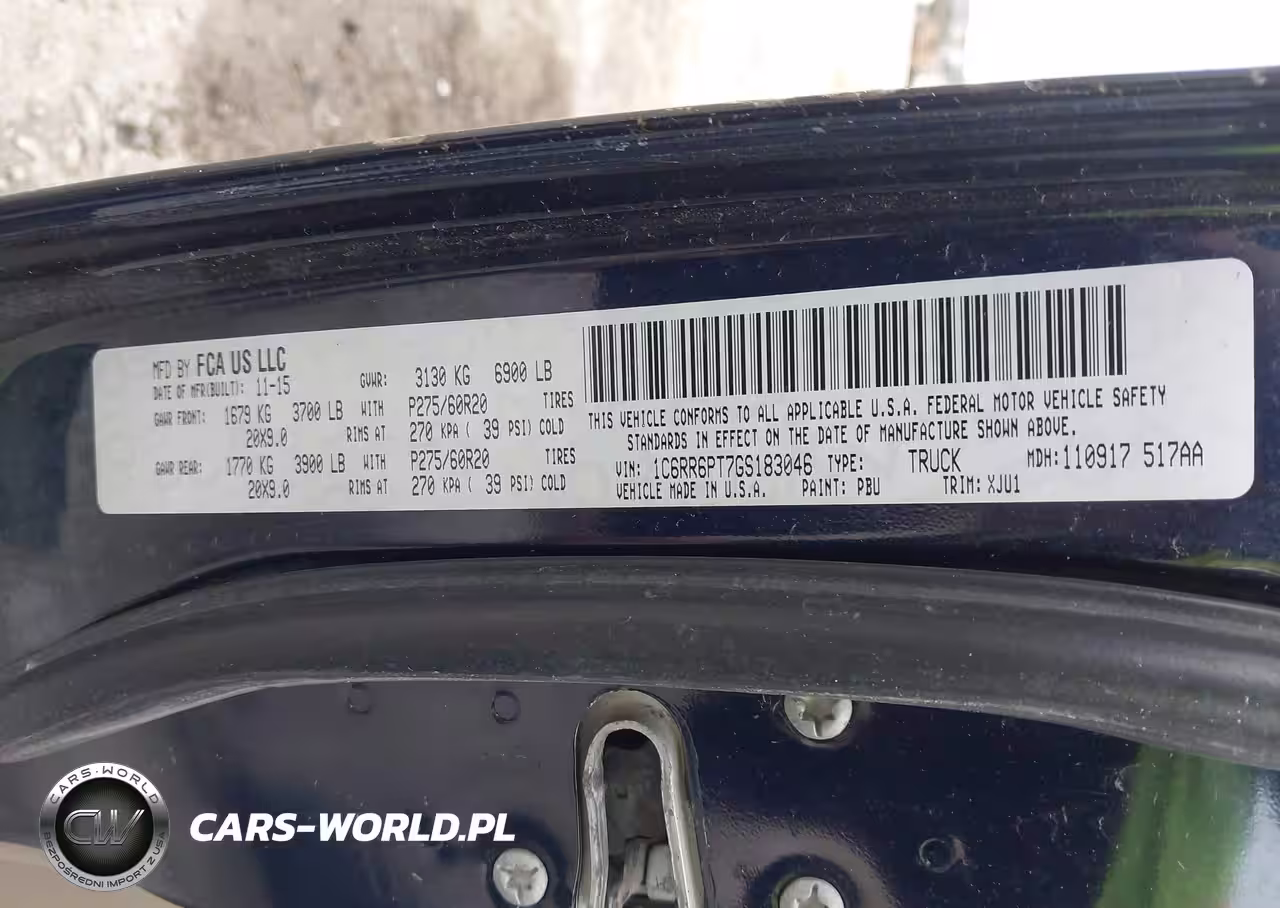 MFD BY FCA US LLC
DATE OF MFR(BUILT): 11-15 GVWR: 3130 KG 6900 LB
GAWR FRONT: 1679 KG 3700 LB WITH P275/60R20 TIRES
20X9.0 RIMS AT 270 KPA ( 39 PSI) COLD
GAWR REAR: 1770 KG 3900 LB WITH P275/60R20 TIRES
20X9.0 RIMS AT 270 KPA ( 39 PSI) COLD
THIS VEHICLE CONFORMS TO ALL APPLICABLE U.S.A. FEDERAL MOTOR VEHICLE SAFETY
STANDARDS IN EFFECT ON THE DATE OF MANUFACTURE SHOWN ABOVE.
VIN: 1C6RR6PT7GS183046 TYPE: TRUCK MDH:110917 517AA
VEHICLE MADE IN U.S.A. PAINT: PBU TRIM: XJU1
CARS·WORLD
CW
BEZPOŚREDNI IMPORT Z USA
CARS-WORLD.PL